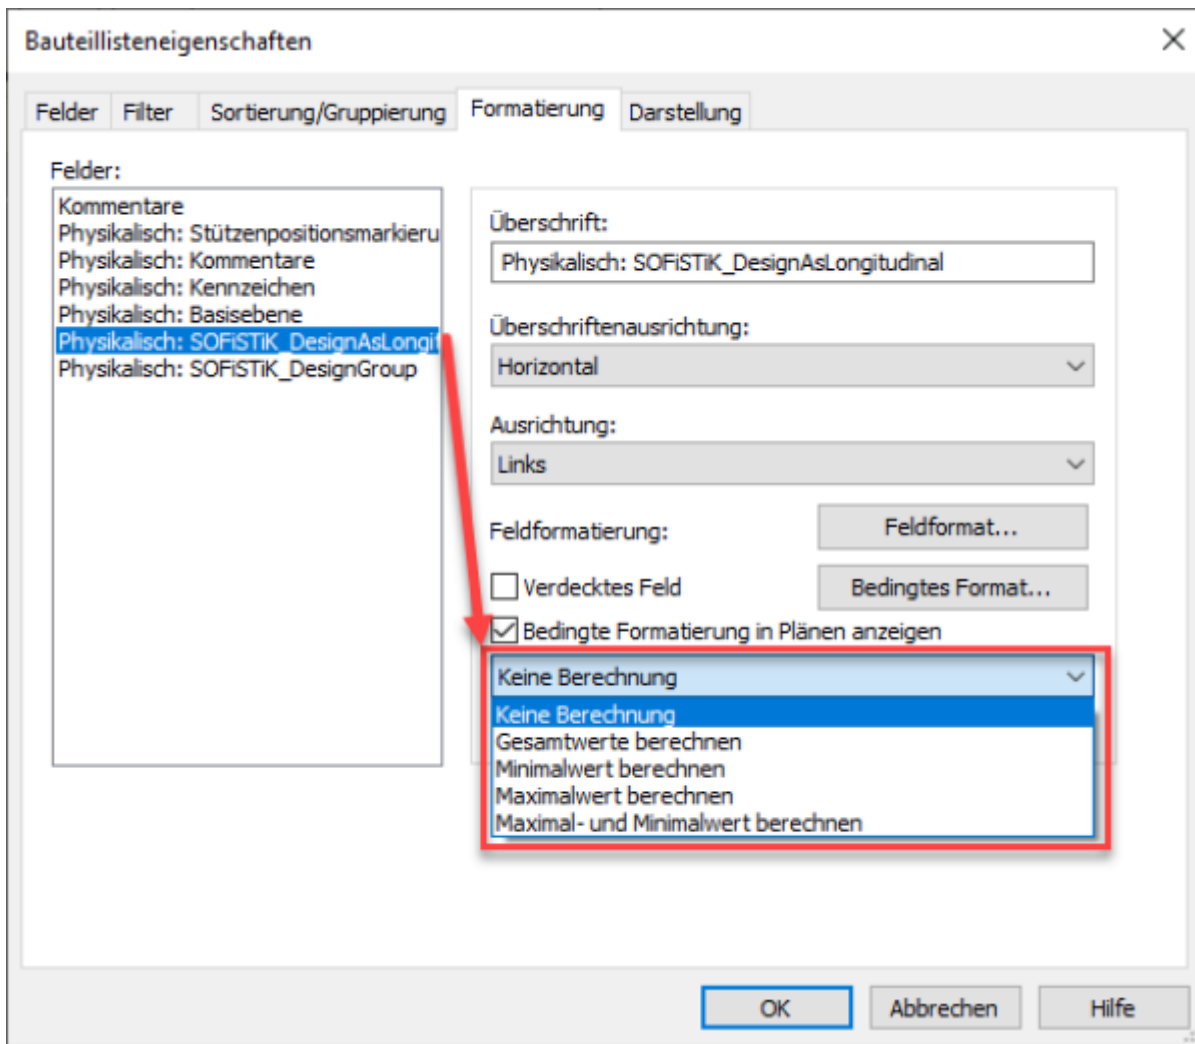 Bauteillisteneigenschaften
Felder Filter Sortierung/Gruppierung Formatierung Darstellung
Felder:
Kommentare
Physikalisch: Stützenpositionsmarkieru
Physikalisch: Kommentare
Physikalisch: Kennzeichen
Physikalisch: Basisebene
Physikalisch: SOFiSTiK_DesignAsLongit
Physikalisch: SOFiSTiK_DesignGroup
Überschrift:
Physikalisch: SOFiSTiK_DesignAsLongitudinal
Überschriftenausrichtung:
Horizontal
Ausrichtung:
Links
Feldformatierung: Feldformat...
Verdecktes Feld Bedingtes Format...
Bedingte Formatierung in Plänen anzeigen
Keine Berechnung
Keine Berechnung
Gesamtwerte berechnen
Minimalwert berechnen
Maximalwert berechnen
Maximal- und Minimalwert berechnen
OK Abbrechen Hilfe